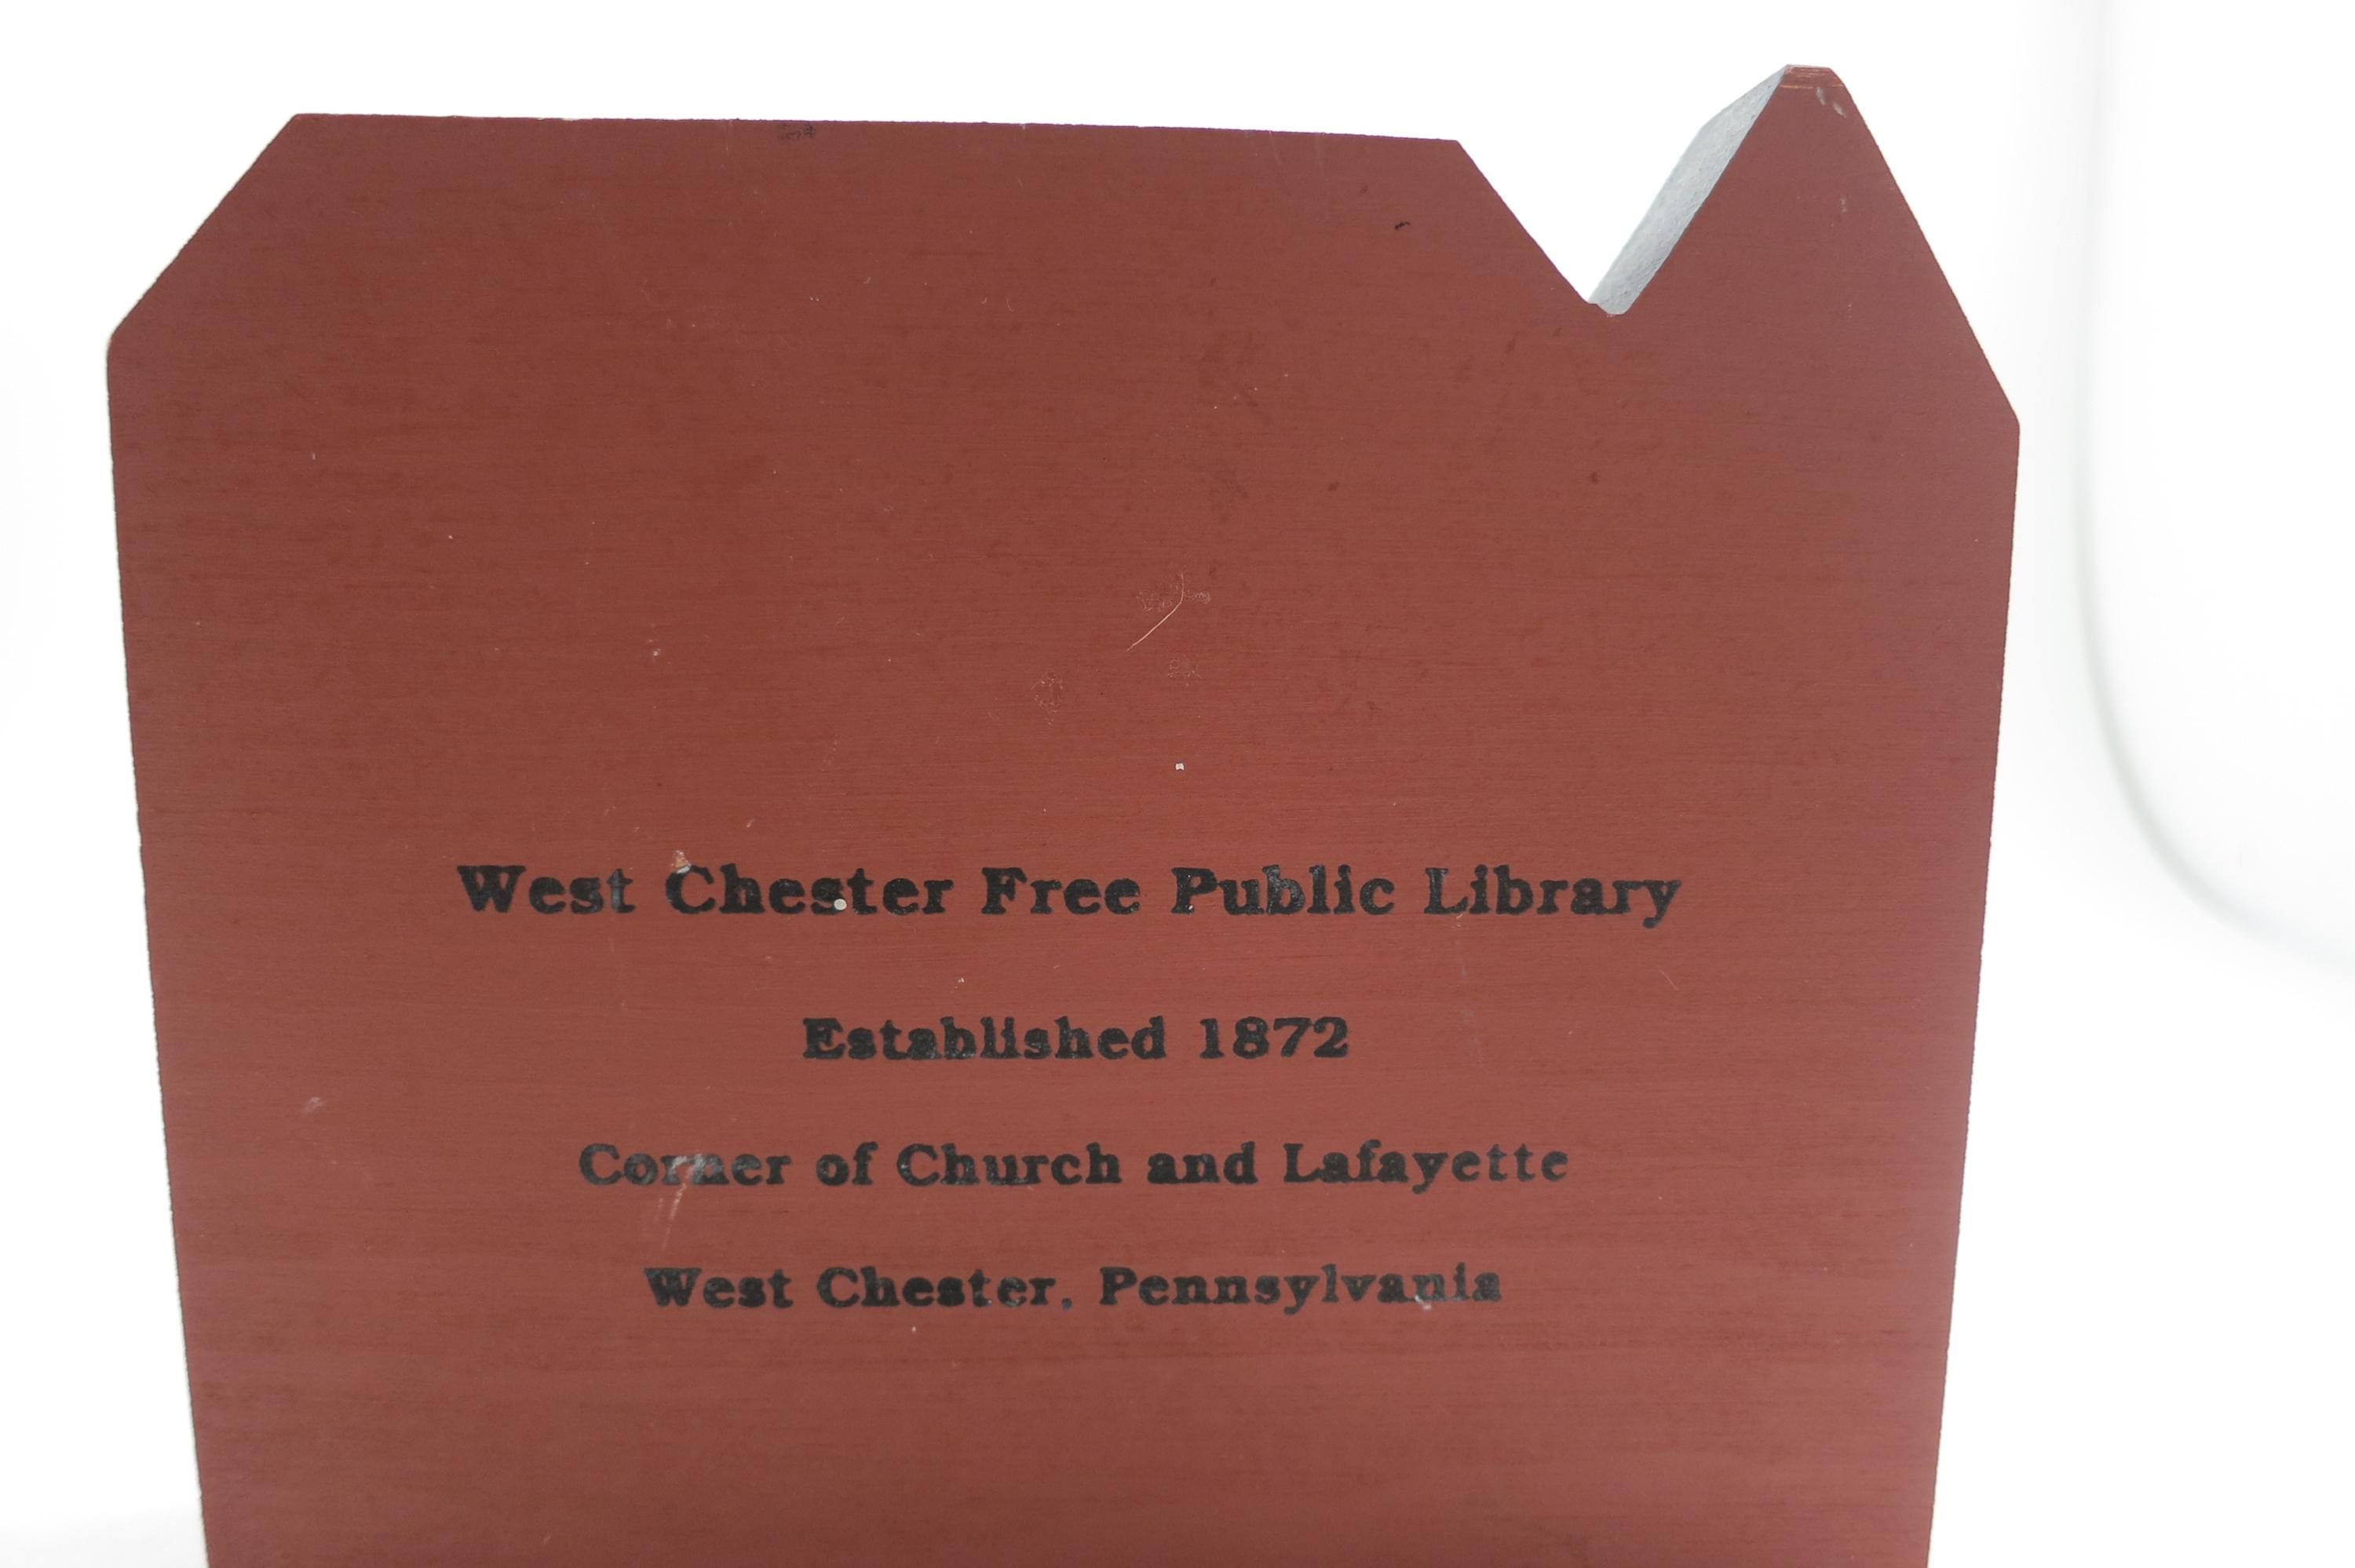 West Chester Free Public Library
Established 1872
Corner of Church and Lafayette
West Chester, Pennsylvania